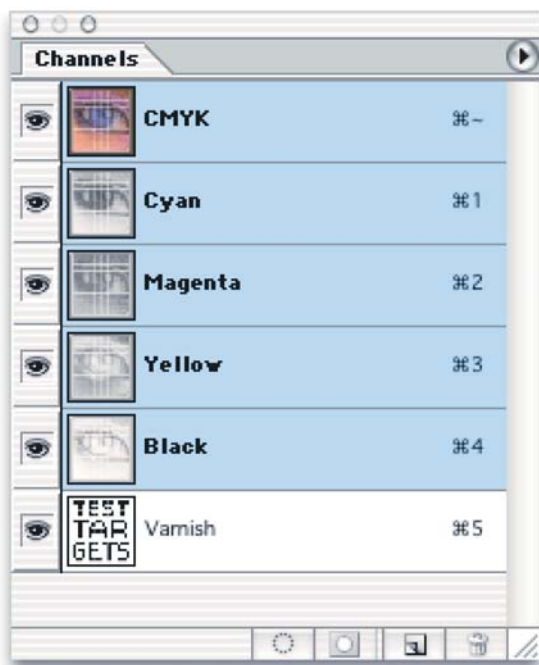 Channels
CMYK ⌘~
Cyan ⌘1
Magenta ⌘2
Yellow ⌘3
Black ⌘4
TEST
TAR
GETS
Varnish ⌘5